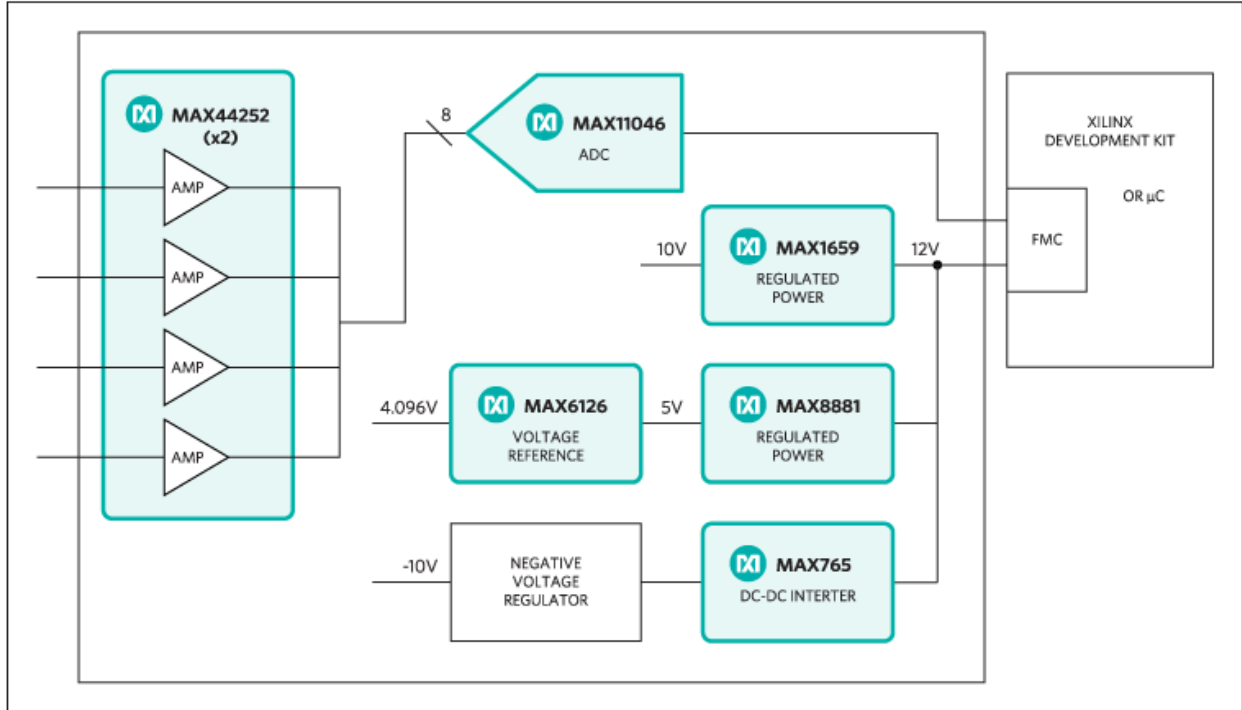 MAX44252
(x2)
AMP
AMP
AMP
AMP
8
MAX11046
ADC
XILINX
DEVELOPMENT KIT
OR µC
FMC
10V
MAX1659
REGULATED
POWER
12V
4.096V
MAX6126
VOLTAGE
REFERENCE
5V
MAX8881
REGULATED
POWER
-10V
NEGATIVE
VOLTAGE
REGULATOR
MAX765
DC-DC INTERTER